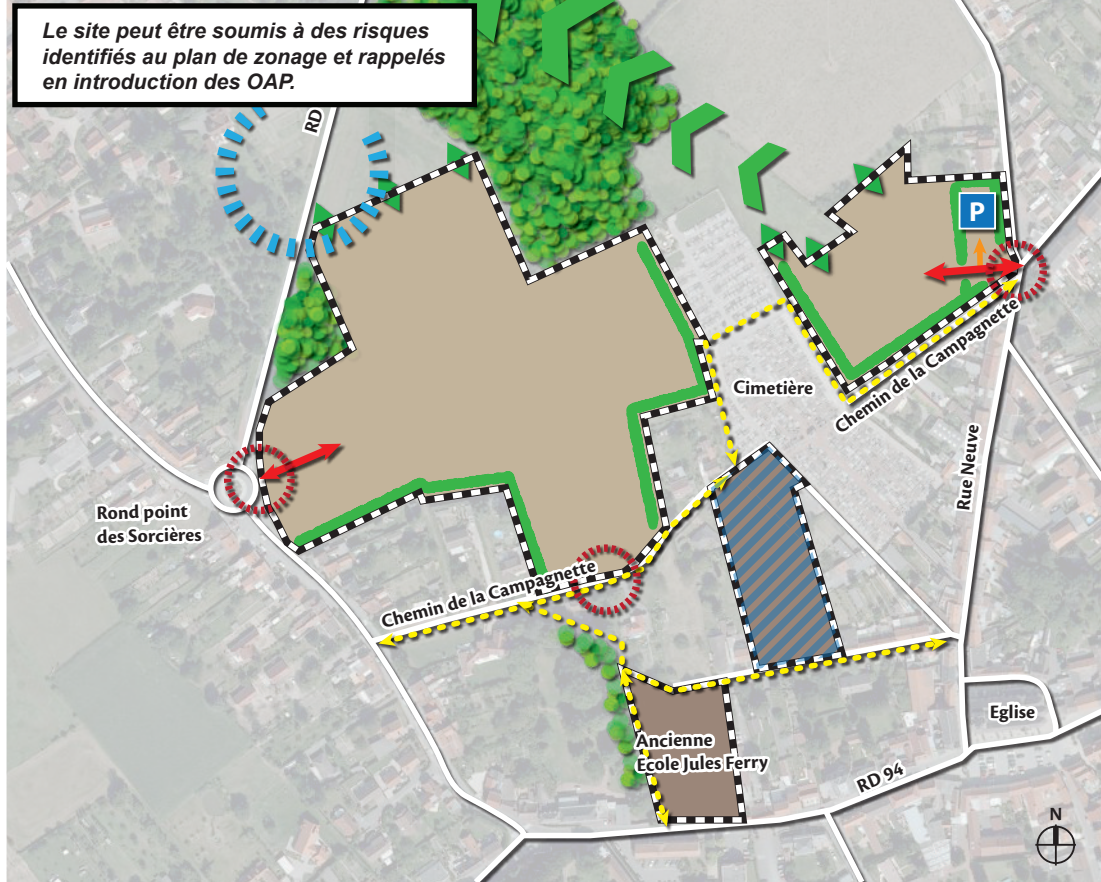 Le site peut être soumis à des risques
identifiés au plan de zonage et rappelés
en introduction des OAP.
RD
P
Chemin de la Campagnette
Cimetière
Rue Neuve
Rond point
des Sorcières
Chemin de la Campagnette
Eglise
Ancienne
Ecole Jules Ferry
RD 94
N